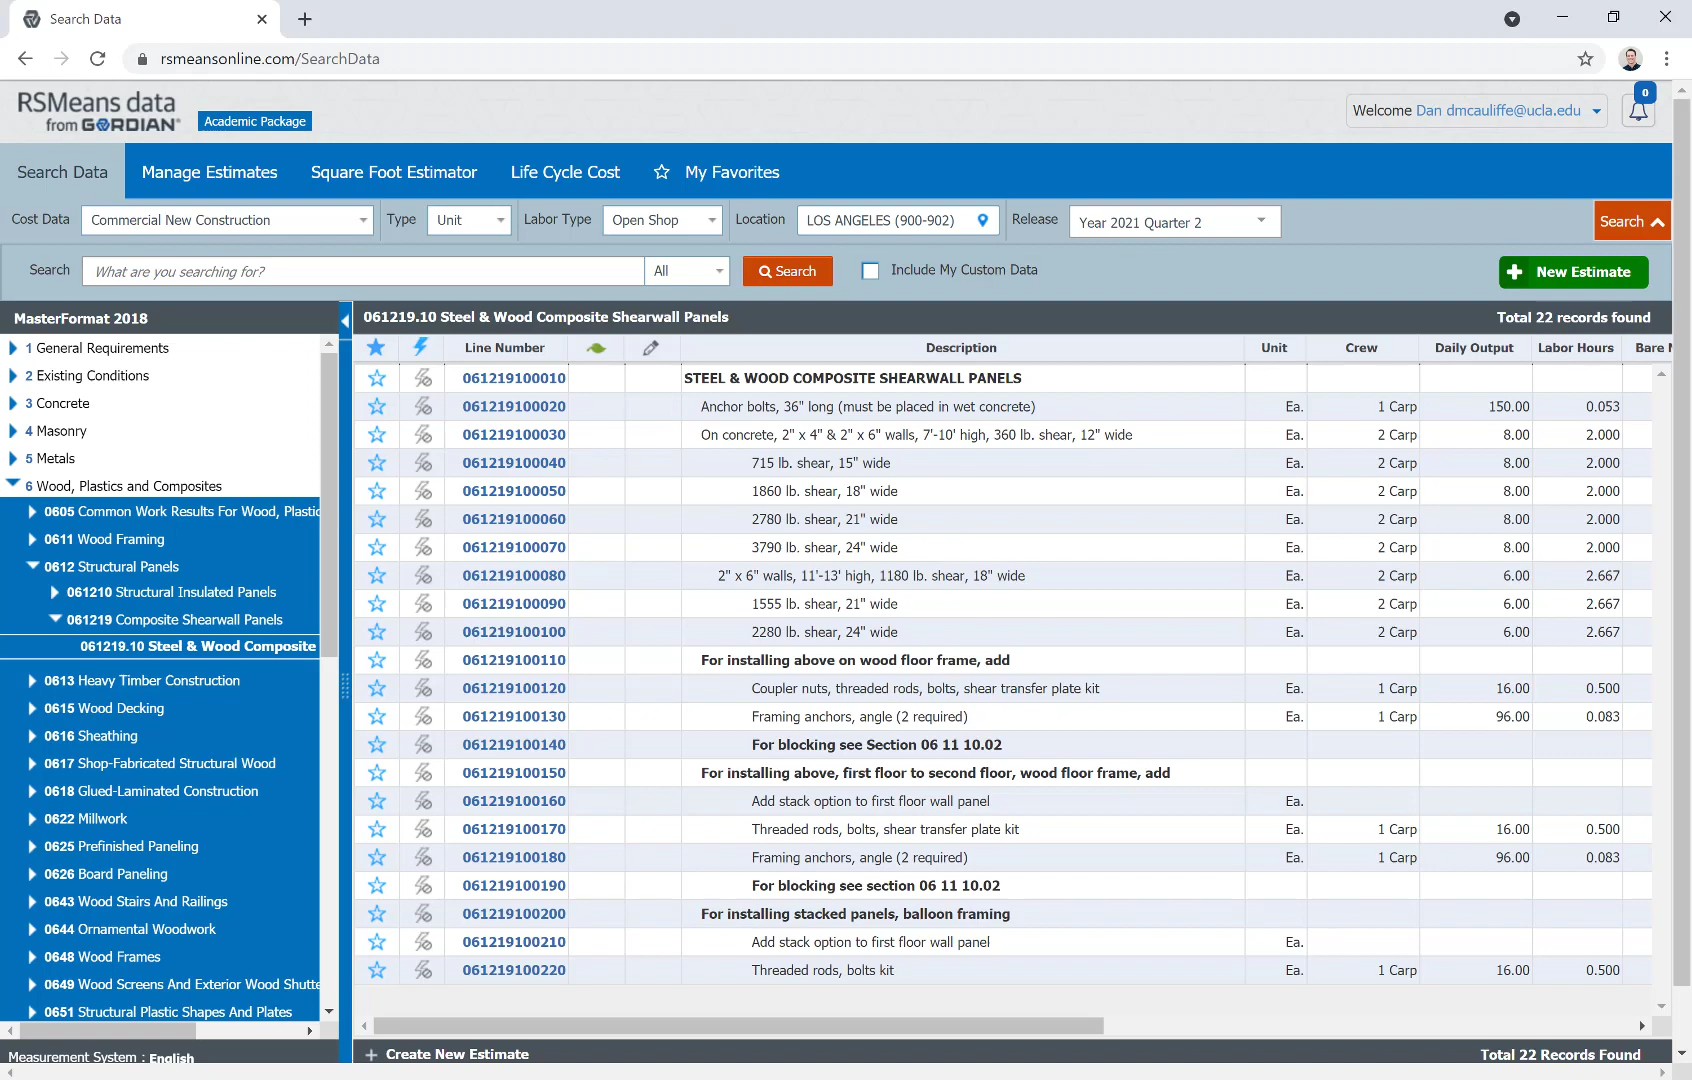 Search Data
rsmeansonline.com/SearchData
RSMeans data
from GORDIAN®
Academic Package
Welcome Dan dmcauliffe@ucla.edu
0
Search Data
Manage Estimates
Square Foot Estimator
Life Cycle Cost
My Favorites
Cost Data
Commercial New Construction
Type
Unit
Labor Type
Open Shop
Location
LOS ANGELES (900-902)
Release
Year 2021 Quarter 2
Search
Search
What are you searching for?
All
Search
Include My Custom Data
New Estimate
MasterFormat 2018
1 General Requirements
2 Existing Conditions
3 Concrete
4 Masonry
5 Metals
6 Wood, Plastics and Composites
0605 Common Work Results For Wood, Plastic
0611 Wood Framing
0612 Structural Panels
061210 Structural Insulated Panels
061219 Composite Shearwall Panels
061219.10 Steel & Wood Composite
0613 Heavy Timber Construction
0615 Wood Decking
0616 Sheathing
0617 Shop-Fabricated Structural Wood
0618 Glued-Laminated Construction
0622 Millwork
0625 Prefinished Paneling
0626 Board Paneling
0643 Wood Stairs And Railings
0644 Ornamental Woodwork
0648 Wood Frames
0649 Wood Screens And Exterior Wood Shutte
0651 Structural Plastic Shapes And Plates
Measurement System : English
061219.10 Steel & Wood Composite Shearwall Panels
Total 22 records found
Line Number Description Unit Crew Daily Output Labor Hours Bare
061219100010 STEEL & WOOD COMPOSITE SHEARWALL PANELS
061219100020 Anchor bolts, 36" long (must be placed in wet concrete) Ea. 1 Carp 150.00 0.053
061219100030 On concrete, 2" x 4" & 2" x 6" walls, 7'-10' high, 360 lb. shear, 12" wide Ea. 2 Carp 8.00 2.000
061219100040 715 lb. shear, 15" wide Ea. 2 Carp 8.00 2.000
061219100050 1860 lb. shear, 18" wide Ea. 2 Carp 8.00 2.000
061219100060 2780 lb. shear, 21" wide Ea. 2 Carp 8.00 2.000
061219100070 3790 lb. shear, 24" wide Ea. 2 Carp 8.00 2.000
061219100080 2" x 6" walls, 11'-13' high, 1180 lb. shear, 18" wide Ea. 2 Carp 6.00 2.667
061219100090 1555 lb. shear, 21" wide Ea. 2 Carp 6.00 2.667
061219100100 2280 lb. shear, 24" wide Ea. 2 Carp 6.00 2.667
061219100110 For installing above on wood floor frame, add
061219100120 Coupler nuts, threaded rods, bolts, shear transfer plate kit Ea. 1 Carp 16.00 0.500
061219100130 Framing anchors, angle (2 required) Ea. 1 Carp 96.00 0.083
061219100140 For blocking see Section 06 11 10.02
061219100150 For installing above, first floor to second floor, wood floor frame, add
061219100160 Add stack option to first floor wall panel Ea.
061219100170 Threaded rods, bolts, shear transfer plate kit Ea. 1 Carp 16.00 0.500
061219100180 Framing anchors, angle (2 required) Ea. 1 Carp 96.00 0.083
061219100190 For blocking see section 06 11 10.02
061219100200 For installing stacked panels, balloon framing
061219100210 Add stack option to first floor wall panel Ea.
061219100220 Threaded rods, bolts kit Ea. 1 Carp 16.00 0.500
Create New Estimate
Total 22 Records Found